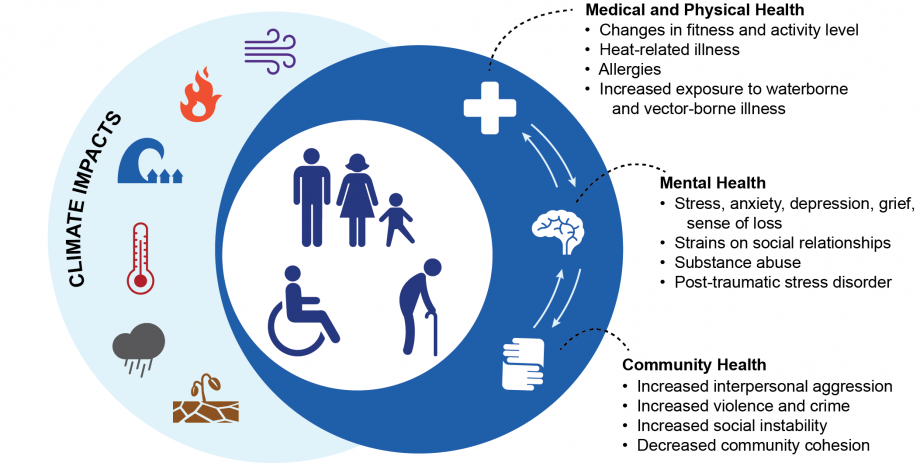 CLIMATE IMPACTS
Medical and Physical Health
• Changes in fitness and activity level
• Heat-related illness
• Allergies
• Increased exposure to waterborne
and vector-borne illness
Mental Health
• Stress, anxiety, depression, grief,
sense of loss
• Strains on social relationships
• Substance abuse
• Post-traumatic stress disorder
Community Health
• Increased interpersonal aggression
• Increased violence and crime
• Increased social instability
• Decreased community cohesion